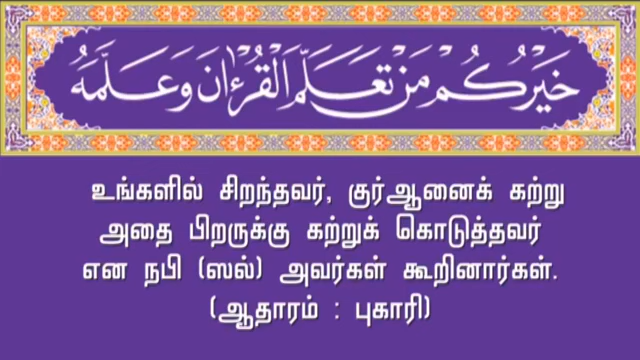 خَيْرُكُمْ مَنْ تَعَلَّمَ الْقُرْءَانَ وَعَلَّمَهُ
உங்களில் சிறந்தவர், குர்ஆனைக் கற்று
அதை பிறருக்கு கற்றுக் கொடுத்தவர்
என நபி (ஸல்) அவர்கள் கூறினார்கள்.
(ஆதாரம் : புகாரி)